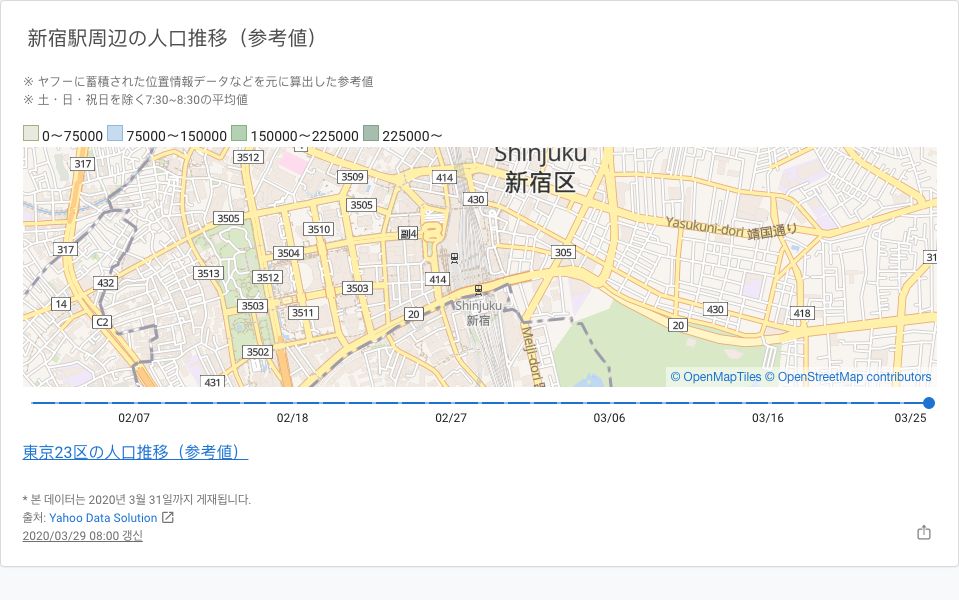 新宿駅周辺の人口推移（参考値）
※ ヤフーに蓄積された位置情報データなどを元に算出した参考値
※ 土・日・祝日を除く7:30~8:30の平均値
0～75000 75000～150000 150000～225000 225000～
Shinjuku
新宿区
3512
317
3509
414
3505
430
3505
3510
副4
Yasukuni-dori 靖国通り
317
3504
305
31
3513
3512
414
432
3503
14
3503
Shinjuku
新宿
430
3511
20
418
C2
20
Meiji-dori
3502
431
© OpenMapTiles © OpenStreetMap contributors
02/07 02/18 02/27 03/06 03/16 03/25
東京23区の人口推移（参考値）
* 본 데이터는 2020년 3월 31일까지 게재됩니다.
출처: Yahoo Data Solution
2020/03/29 08:00 갱신